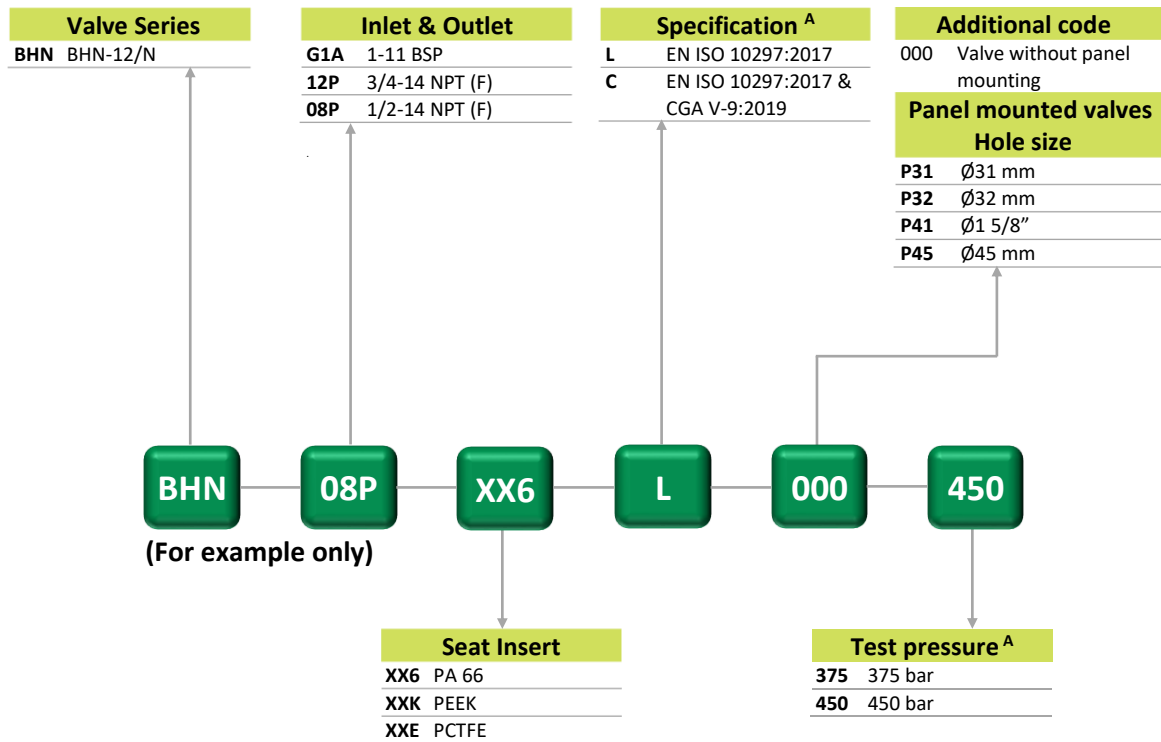 Valve Series
BHN BHN-12/N
Inlet & Outlet
G1A 1-11 BSP
12P 3/4-14 NPT (F)
08P 1/2-14 NPT (F)
Specification A
L EN ISO 10297:2017
C EN ISO 10297:2017 &
CGA V-9:2019
Additional code
000 Valve without panel
mounting
Panel mounted valves
Hole size
P31 Ø31 mm
P32 Ø32 mm
P41 Ø1 5/8”
P45 Ø45 mm
BHN 08P XX6 L 000 450
(For example only)
Seat Insert
XX6 PA 66
XXK PEEK
XXE PCTFE
Test pressure A
375 375 bar
450 450 bar